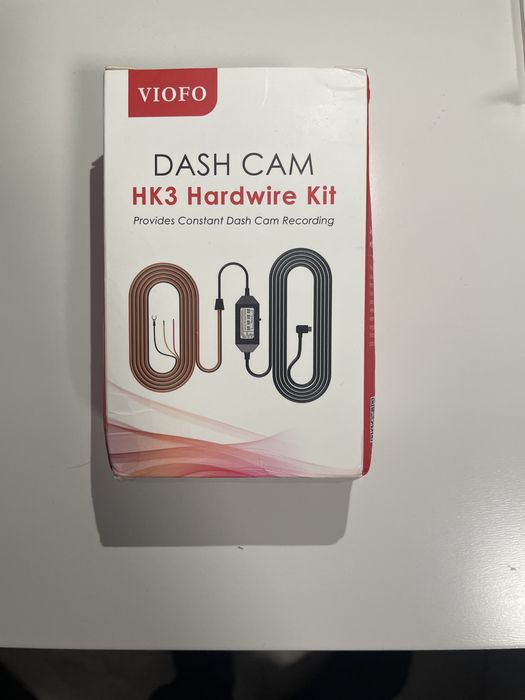 VIOFO
DASH CAM
HK3 Hardwire Kit
Provides Constant Dash Cam Recording